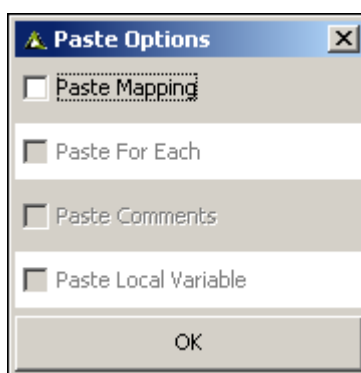 Paste Options
Paste Mapping
Paste For Each
Paste Comments
Paste Local Variable
OK